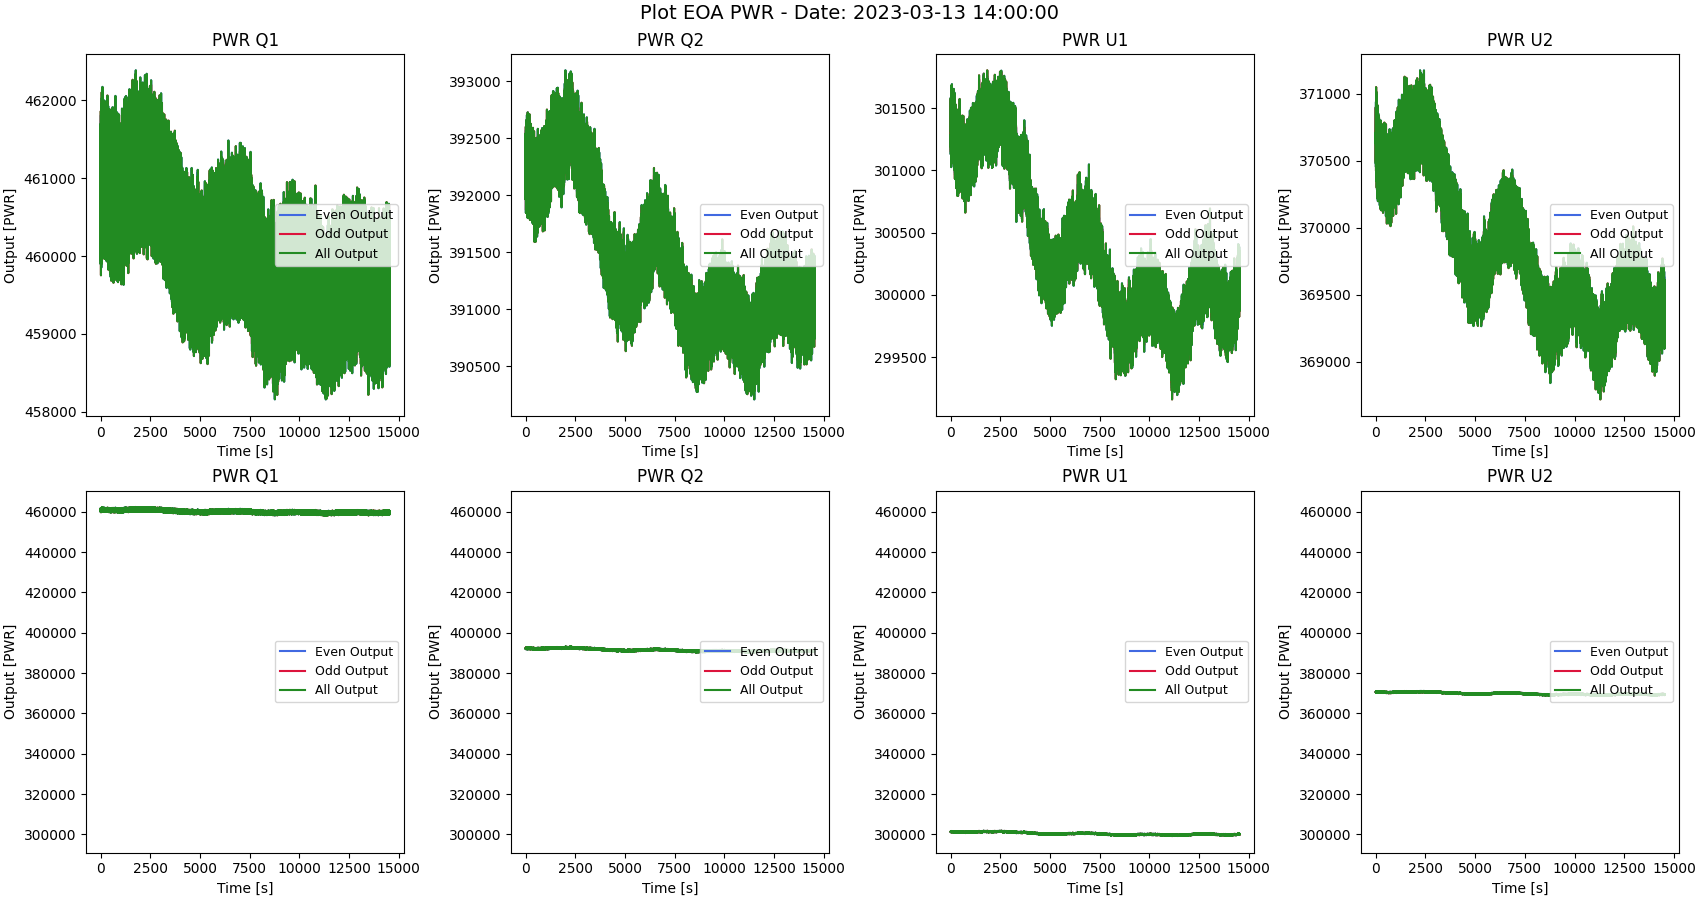 Plot EOA PWR - Date: 2023-03-13 14:00:00
PWR Q1
PWR Q2
PWR U1
PWR U2
Output [PWR]
462000
461000
460000
459000
458000
Even Output
Odd Output
All Output
0 2500 5000 7500 10000 12500 15000
Time [s]
Output [PWR]
393000
392500
392000
391500
391000
390500
Even Output
Odd Output
All Output
0 2500 5000 7500 10000 12500 15000
Time [s]
Output [PWR]
301500
301000
300500
300000
299500
Even Output
Odd Output
All Output
0 2500 5000 7500 10000 12500 15000
Time [s]
Output [PWR]
371000
370500
370000
369500
369000
Even Output
Odd Output
All Output
0 2500 5000 7500 10000 12500 15000
Time [s]
PWR Q1
PWR Q2
PWR U1
PWR U2
Output [PWR]
460000
440000
420000
400000
380000
360000
340000
320000
300000
Even Output
Odd Output
All Output
0 2500 5000 7500 10000 12500 15000
Time [s]
Output [PWR]
460000
440000
420000
400000
380000
360000
340000
320000
300000
Even Output
Odd Output
All Output
0 2500 5000 7500 10000 12500 15000
Time [s]
Output [PWR]
460000
440000
420000
400000
380000
360000
340000
320000
300000
Even Output
Odd Output
All Output
0 2500 5000 7500 10000 12500 15000
Time [s]
Output [PWR]
460000
440000
420000
400000
380000
360000
340000
320000
300000
Even Output
Odd Output
All Output
0 2500 5000 7500 10000 12500 15000
Time [s]